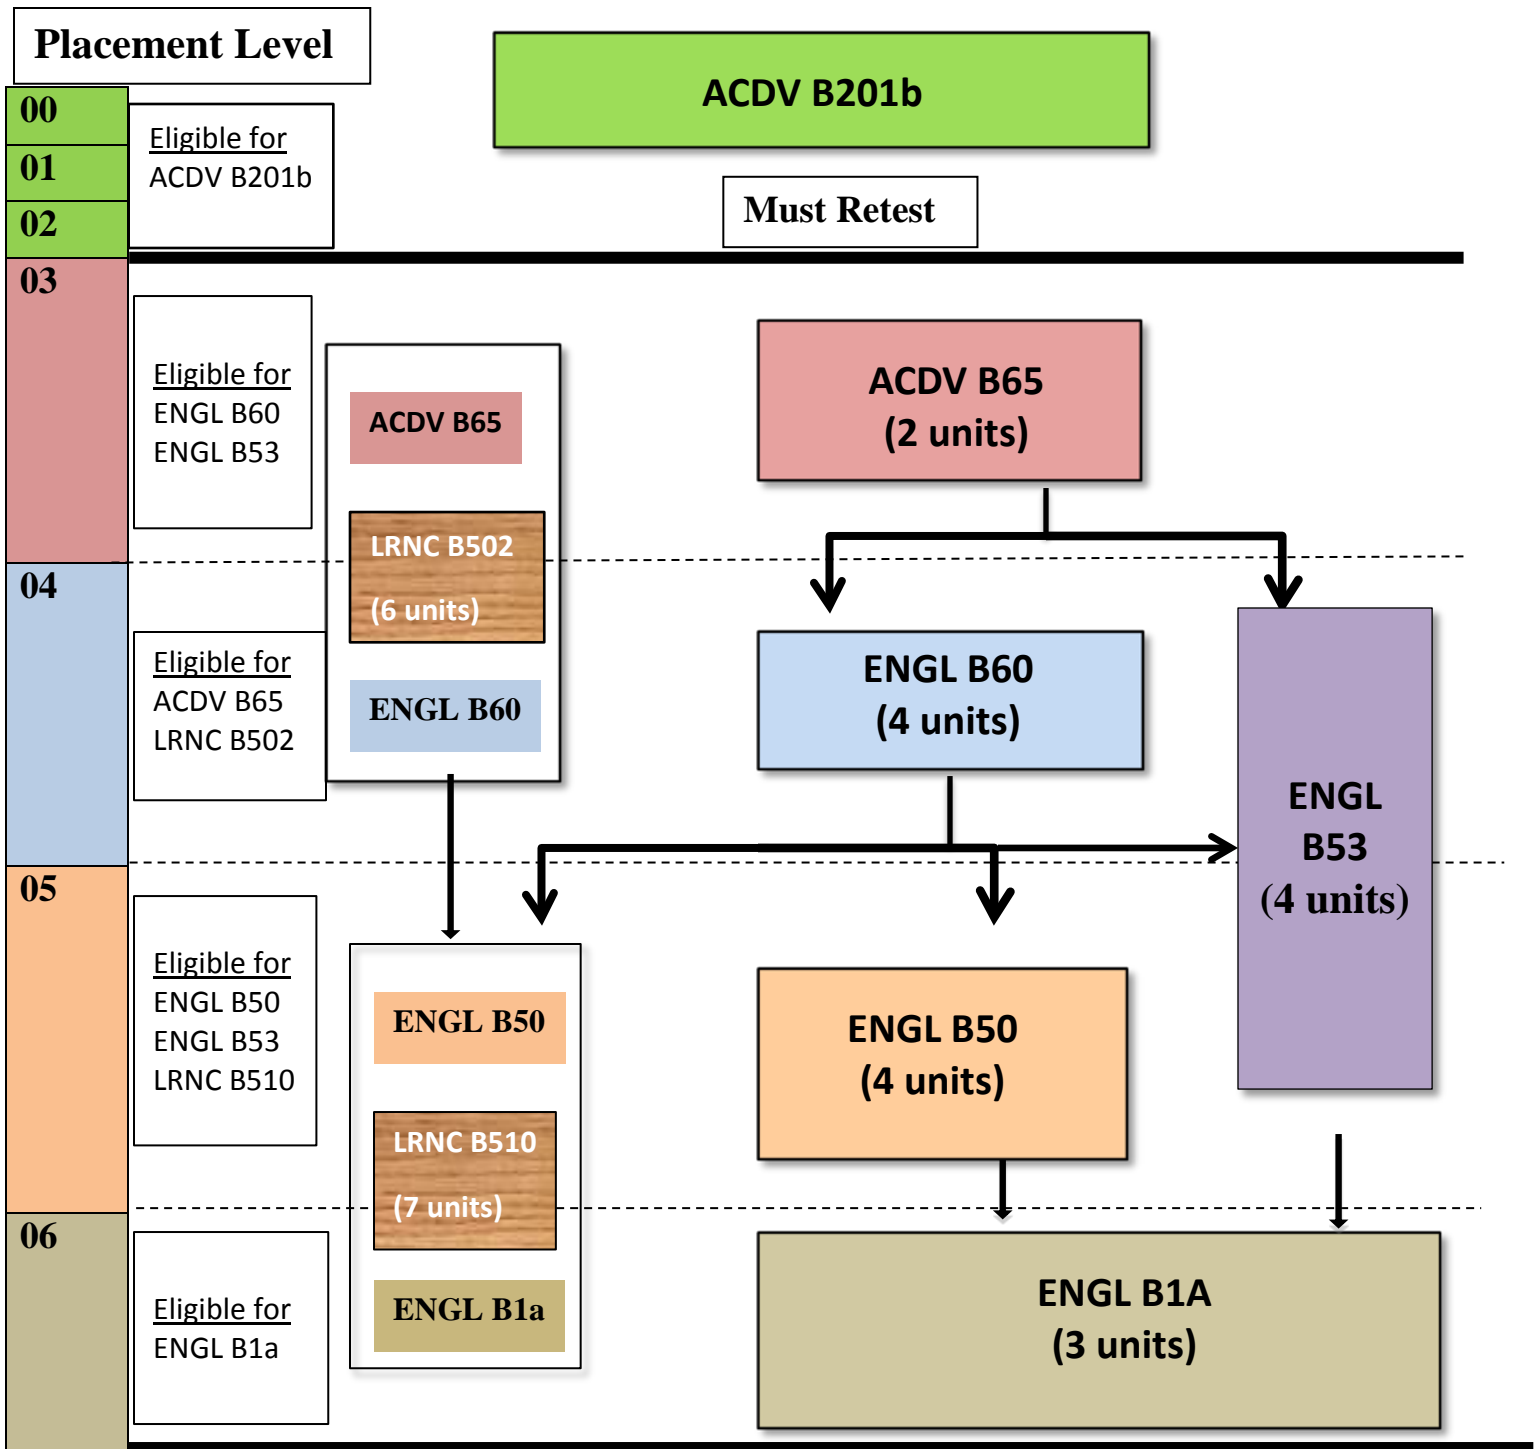 Placement Level
ACDV B201b
00
01
02
Eligible for
ACDV B201b
Must Retest
03
Eligible for
ENGL B60
ENGL B53
ACDV B65
ACDV B65
(2 units)
LRNC B502
(6 units)
04
Eligible for
ACDV B65
LRNC B502
ENGL B60
ENGL B60
(4 units)
ENGL
B53
(4 units)
05
Eligible for
ENGL B50
ENGL B53
LRNC B510
ENGL B50
ENGL B50
(4 units)
LRNC B510
(7 units)
06
Eligible for
ENGL B1a
ENGL B1a
ENGL B1A
(3 units)